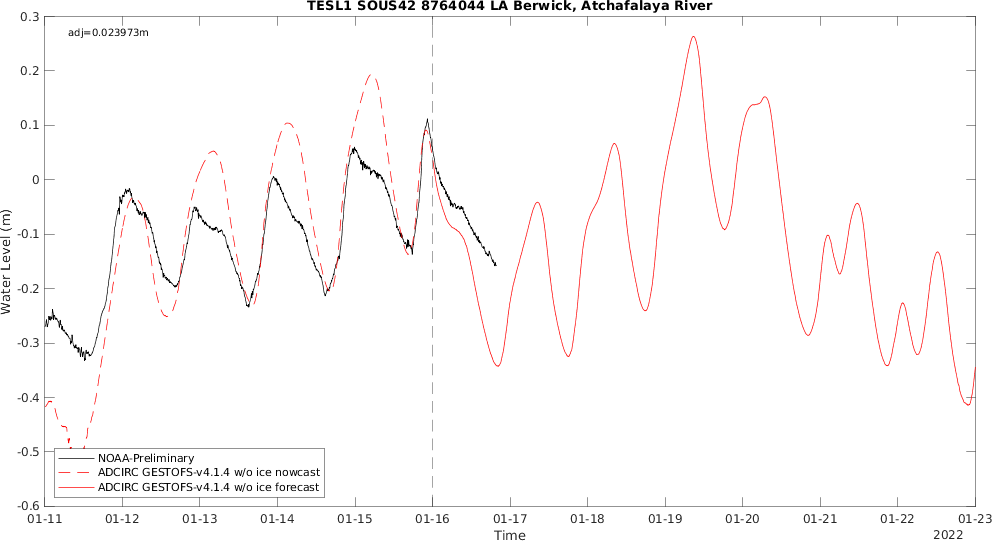 TESL1 SOUS42 8764044 LA Berwick, Atchafalaya River
adj=0.023973m
0.3
0.2
0.1
0
-0.1
-0.2
-0.3
-0.4
-0.5
-0.6
Water Level (m)
NOAA-Preliminary
ADCIRC GESTOFS-v4.1.4 w/o ice nowcast
ADCIRC GESTOFS-v4.1.4 w/o ice forecast
01-11 01-12 01-13 01-14 01-15 01-16 01-17 01-18 01-19 01-20 01-21 01-22 01-23
Time
2022